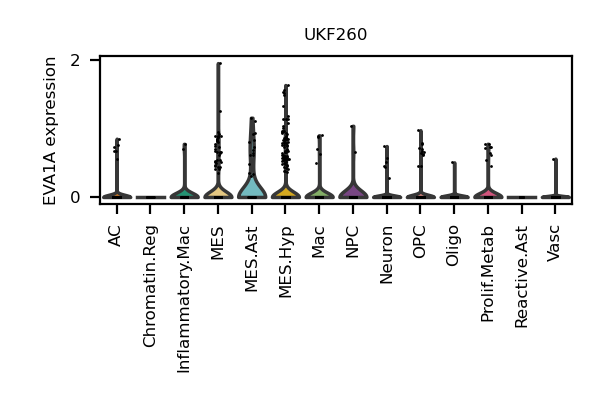 UKF260
EVA1A expression
2
0
AC
Chromatin.Reg
Inflammatory.Mac
MES
MES.Ast
MES.Hyp
Mac
NPC
Neuron
OPC
Oligo
Prolif.Metab
Reactive.Ast
Vasc